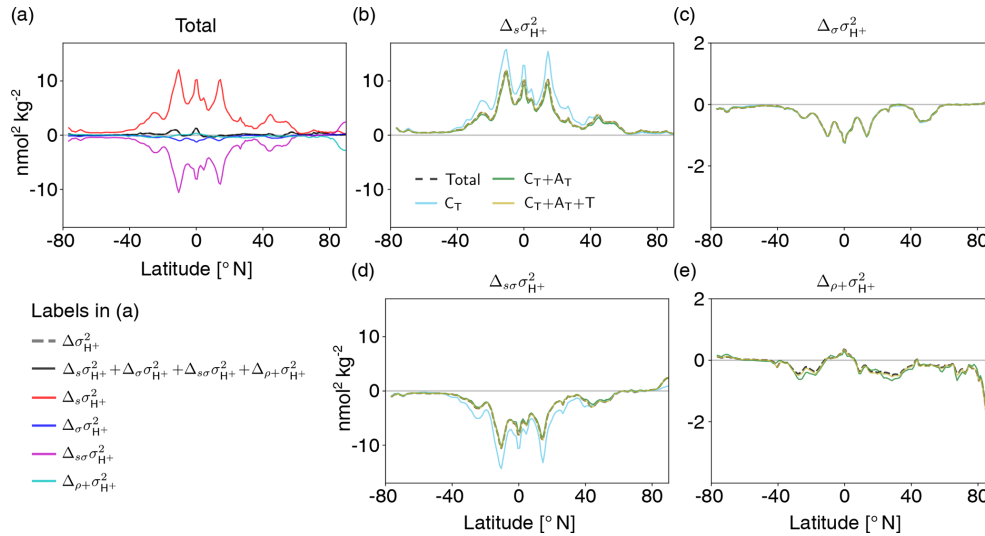 (a) Total
(b) Δ_sσ²_H+
(c) Δ_σσ²_H+
nmol² kg⁻²
10
0
-10
-80 -40 0 40 80
Latitude [° N]
10
0
-10
Total
C_T
C_T+A_T
C_T+A_T+T
-80 -40 0 40 80
2
0
-2
-80 -40 0 40 80
Labels in (a)
Δσ²_H+
Δ_sσ²_H+ + Δ_σσ²_H+ + Δ_sσσ²_H+ + Δ_ρ+σ²_H+
Δ_sσ²_H+
Δ_σσ²_H+
Δ_sσσ²_H+
Δ_ρ+σ²_H+
(d) Δ_sσσ²_H+
nmol² kg⁻²
10
0
-10
-80 -40 0 40 80
Latitude [° N]
(e) Δ_ρ+σ²_H+
2
0
-2
-80 -40 0 40 80
Latitude [° N]